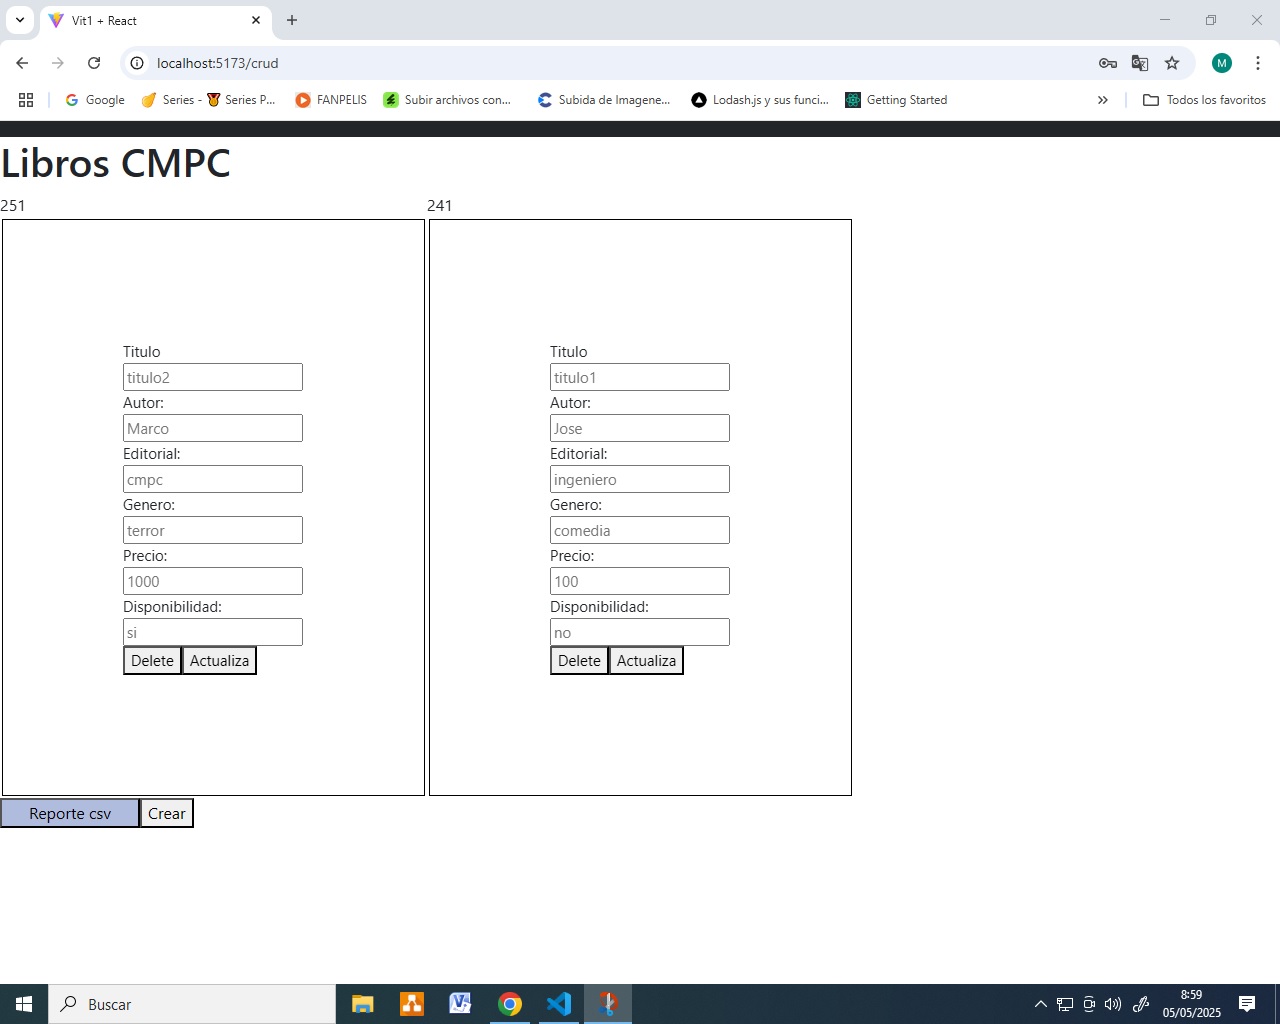 Vit1 + React
localhost:5173/crud
Google
Series -
Series P...
FANPELIS
Subir archivos con...
Subida de Imagene...
Lodash.js y sus funci...
Getting Started
Todos los favoritos
M
Libros CMPC
251
241
Titulo
titulo2
Autor:
Marco
Editorial:
cmpc
Genero:
terror
Precio:
1000
Disponibilidad:
si
Delete
Actualiza
Titulo
titulo1
Autor:
Jose
Editorial:
ingeniero
Genero:
comedia
Precio:
100
Disponibilidad:
no
Delete
Actualiza
Reporte csv
Crear
Buscar
8:59
05/05/2025